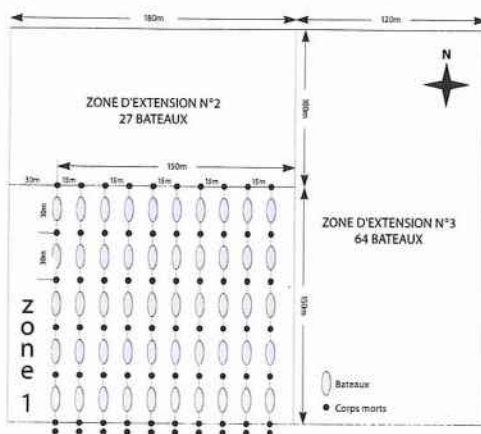 180m
120m
N
ZONE D'EXTENSION N°2
27 BATEAUX
100m
150m
30m
15m
15m
15m
15m
15m
30m
30m
ZONE D'EXTENSION N°3
64 BATEAUX
150m
zone 1
Bateaux
Corps morts